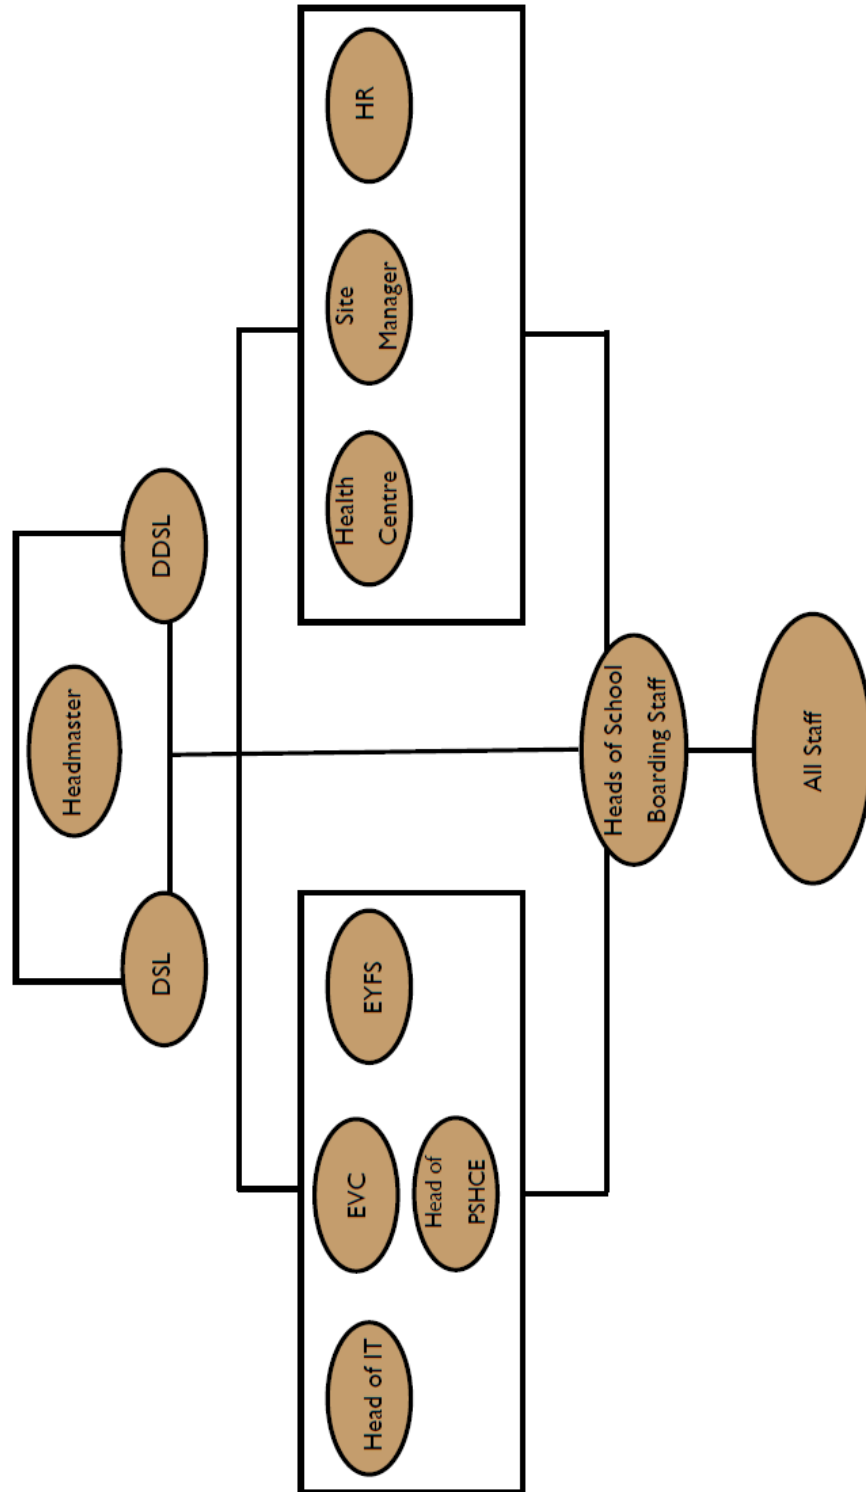 Headmaster
DSL
DDSL
Head of IT
EVC
Head of
PSHCE
EYFS
Health
Centre
Site
Manager
HR
Heads of School
Boarding Staff
All Staff